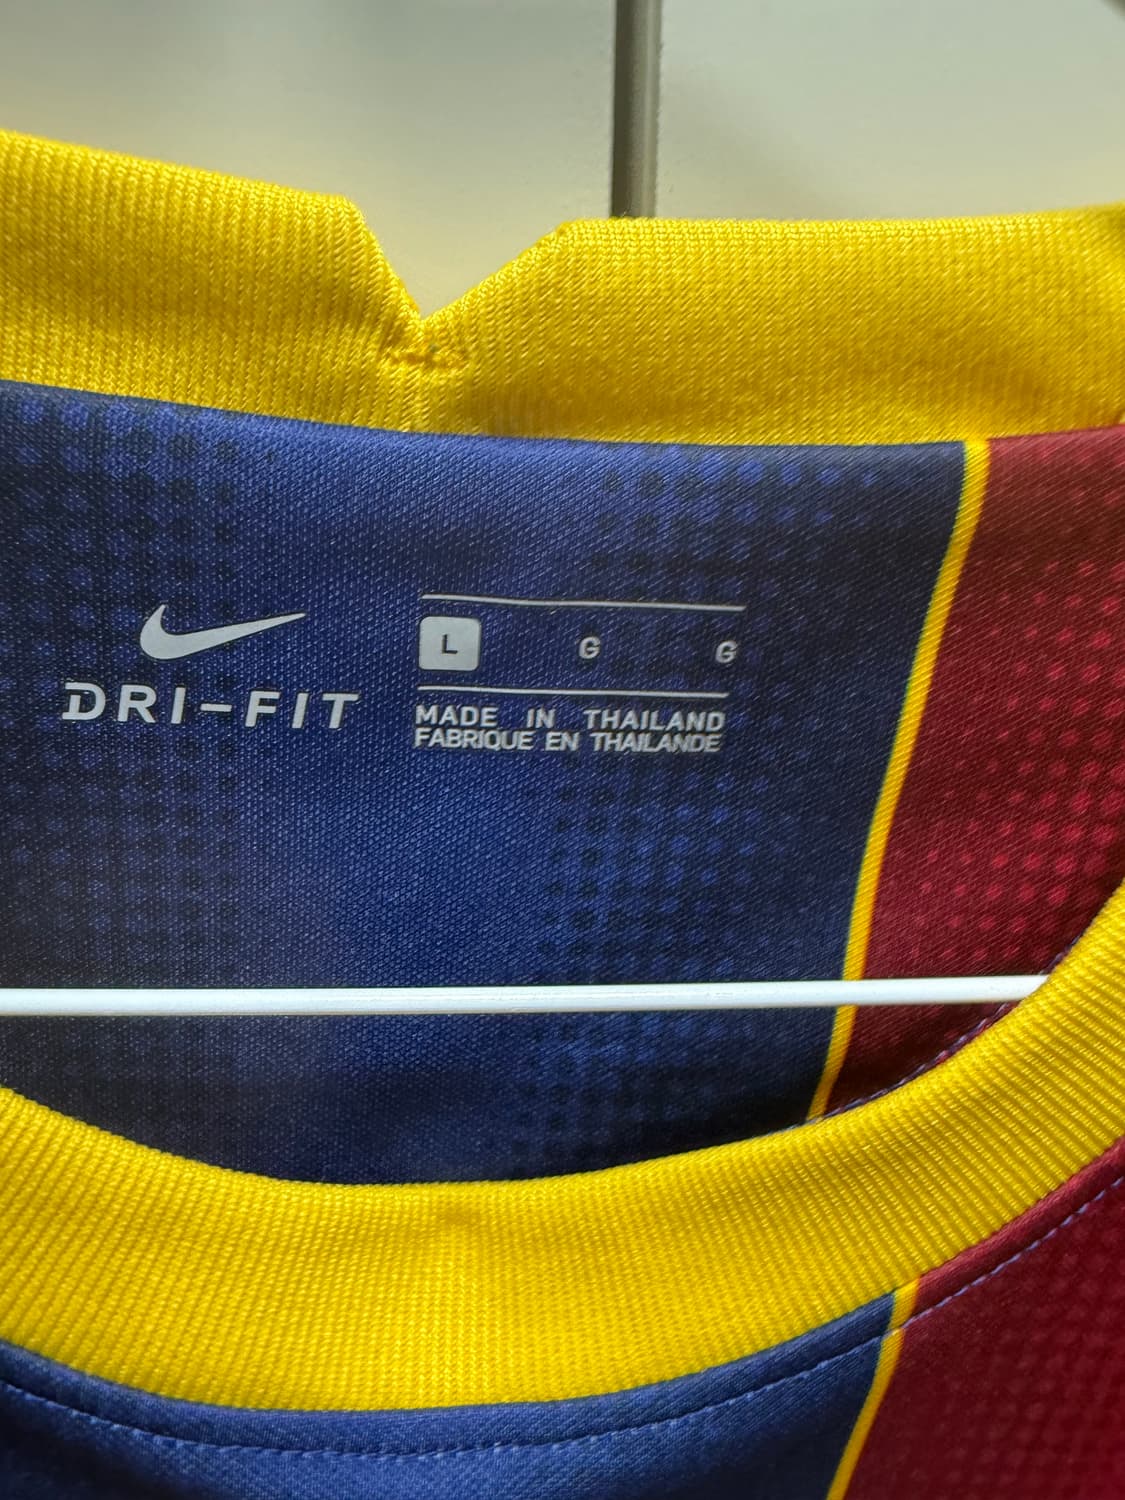 DRI-FIT
L G G
MADE IN THAILAND
FABRIQUE EN THAILANDE